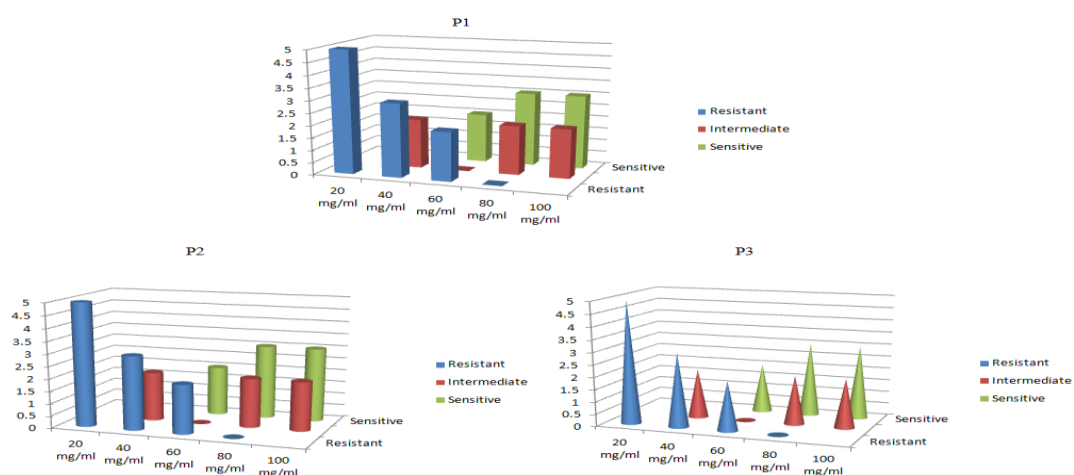 P1
5
4.5
4
3.5
3
2.5
2
1.5
1
0.5
0
20 mg/ml
40 mg/ml
60 mg/ml
80 mg/ml
100 mg/ml
Resistant
Sensitive
Resistant
Intermediate
Sensitive
P2
5
4.5
4
3.5
3
2.5
2
1.5
1
0.5
0
20 mg/ml
40 mg/ml
60 mg/ml
80 mg/ml
100 mg/ml
Resistant
Sensitive
Resistant
Intermediate
Sensitive
P3
5
4.5
4
3.5
3
2.5
2
1.5
1
0.5
0
20 mg/ml
40 mg/ml
60 mg/ml
80 mg/ml
100 mg/ml
Resistant
Sensitive
Resistant
Intermediate
Sensitive